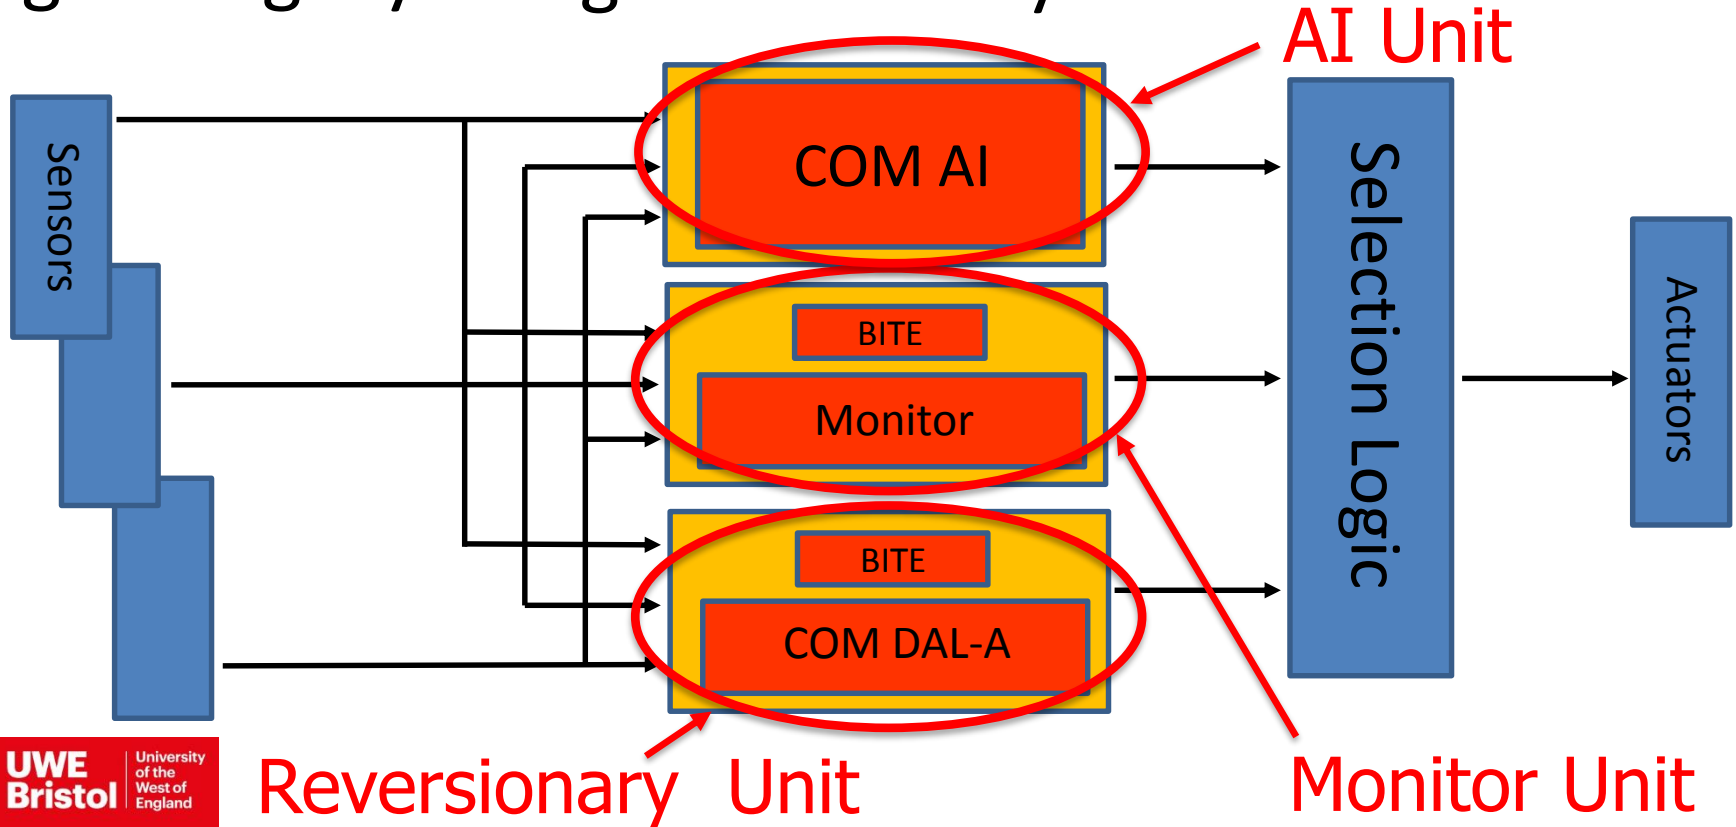 AI Unit
Sensors
COM AI
BITE
Monitor
BITE
COM DAL-A
Selection Logic
Actuators
UWE
Bristol
University
of the
West of
England
Reversionary Unit
Monitor Unit